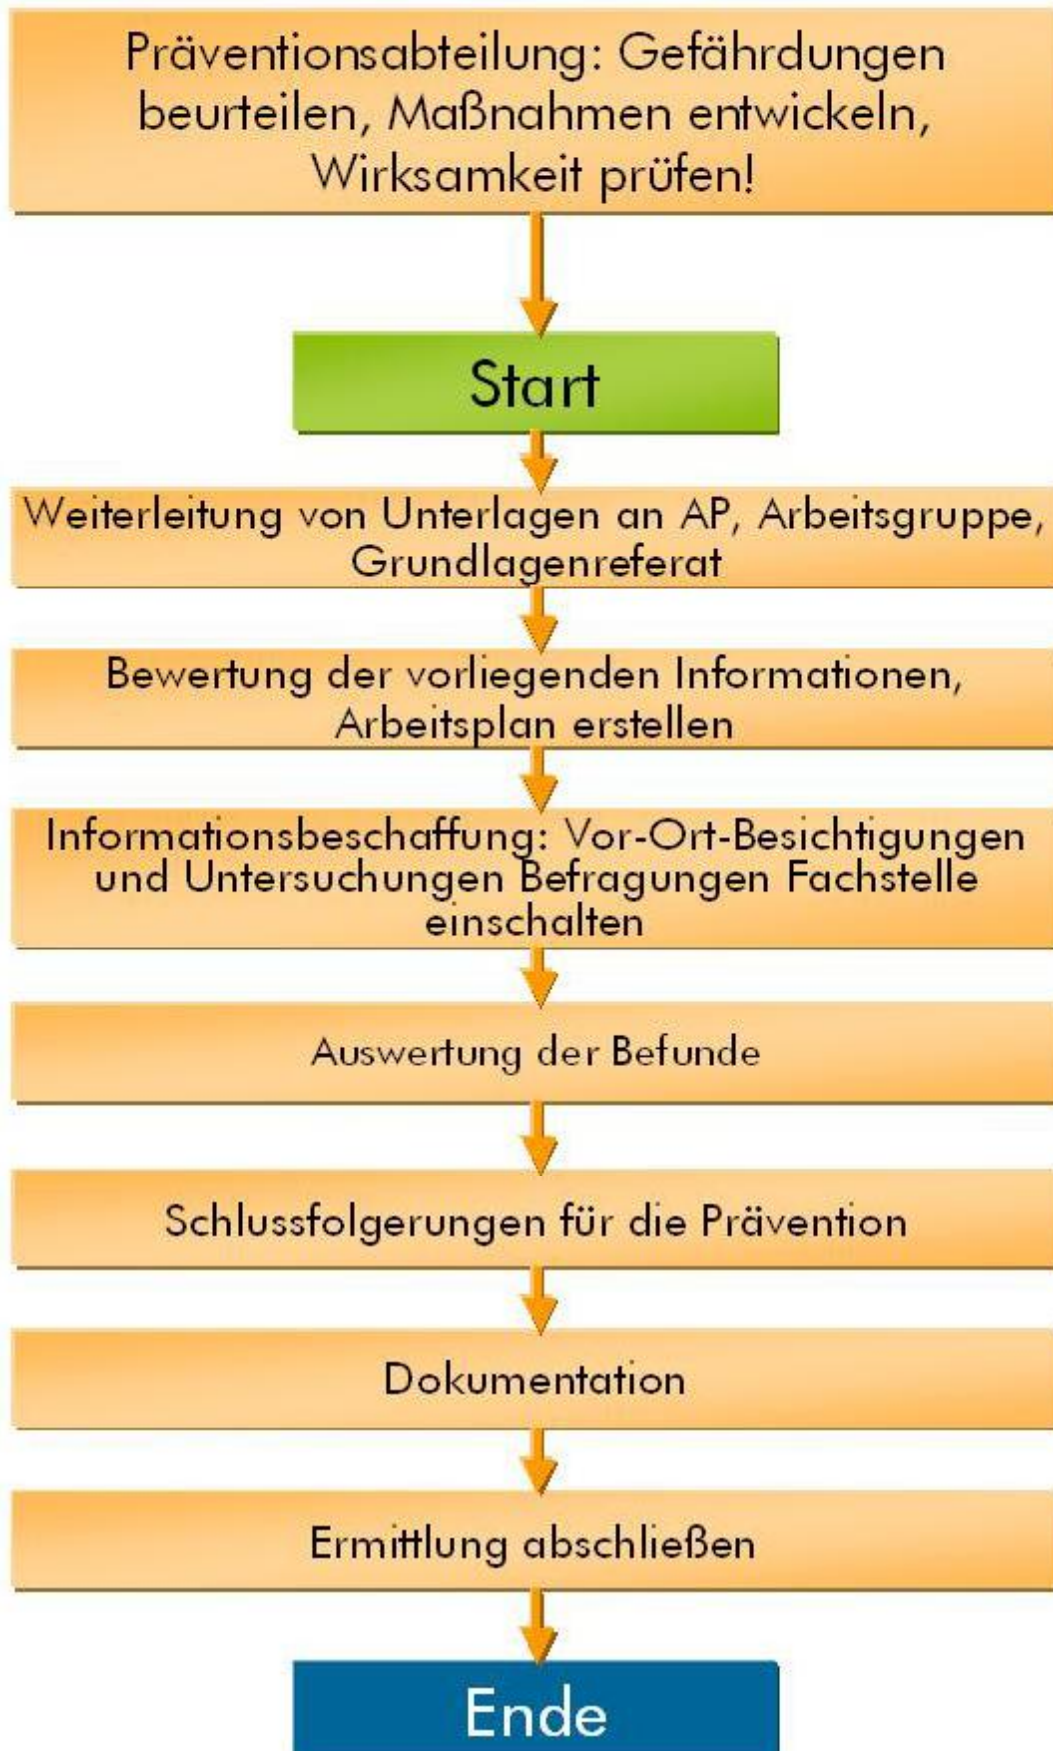 Präventionsabteilung: Gefährdungen
beurteilen, Maßnahmen entwickeln,
Wirksamkeit prüfen!
Start
Weiterleitung von Unterlagen an AP, Arbeitsgruppe,
Grundlagenreferat
Bewertung der vorliegenden Informationen,
Arbeitsplan erstellen
Informationsbeschaffung: Vor-Ort-Besichtigungen
und Untersuchungen Befragungen Fachstelle
einschalten
Auswertung der Befunde
Schlussfolgerungen für die Prävention
Dokumentation
Ermittlung abschließen
Ende